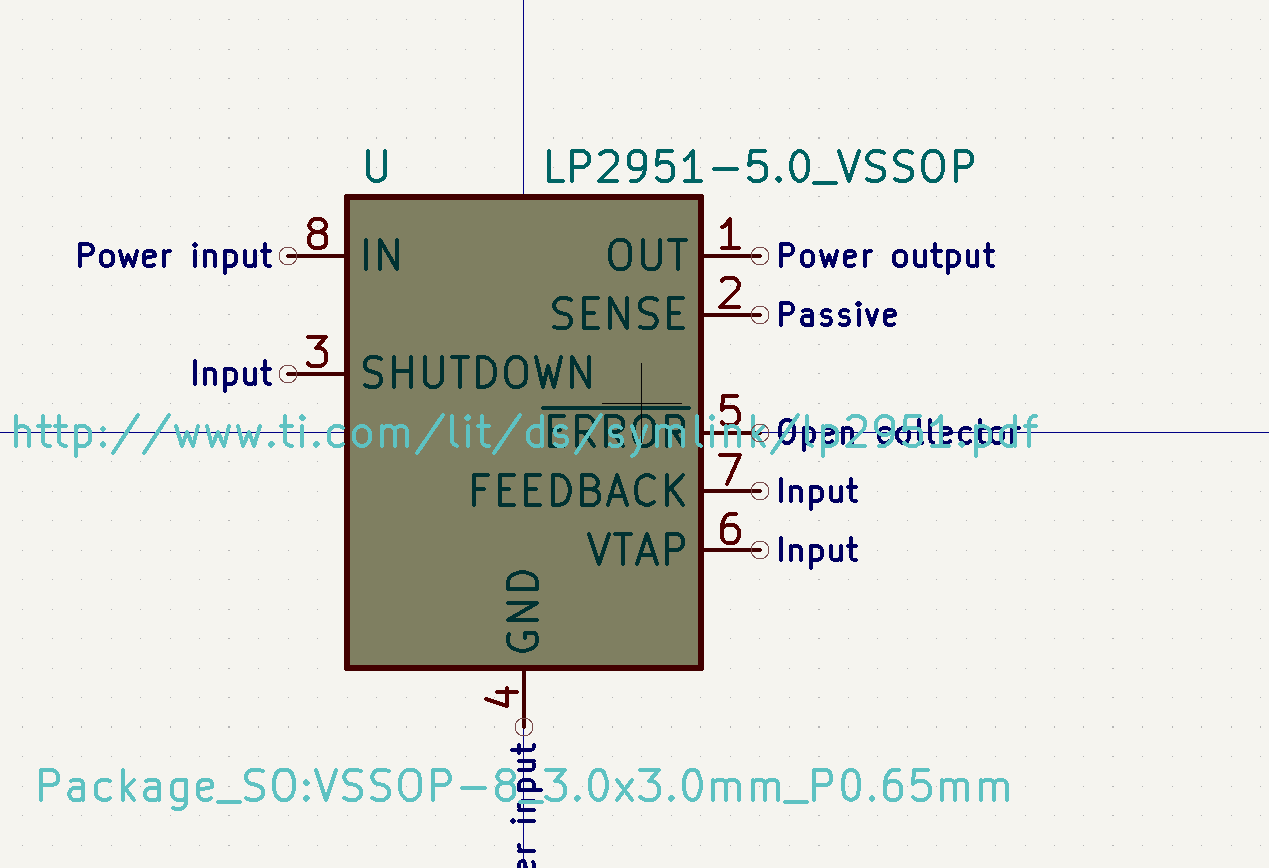 U LP2951-5.0_VSSOP
Power input 8 IN OUT 1 Power output
SENSE 2 Passive
Input 3 SHUTDOWN
ERROR 5 Open collector
http://www.ti.com/lit/ds/symlink/lp2951.pdf
FEEDBACK 7 Input
VTAP 6 Input
GND
4
er input
Package_SO:VSSOP-8_3.0x3.0mm_P0.65mm